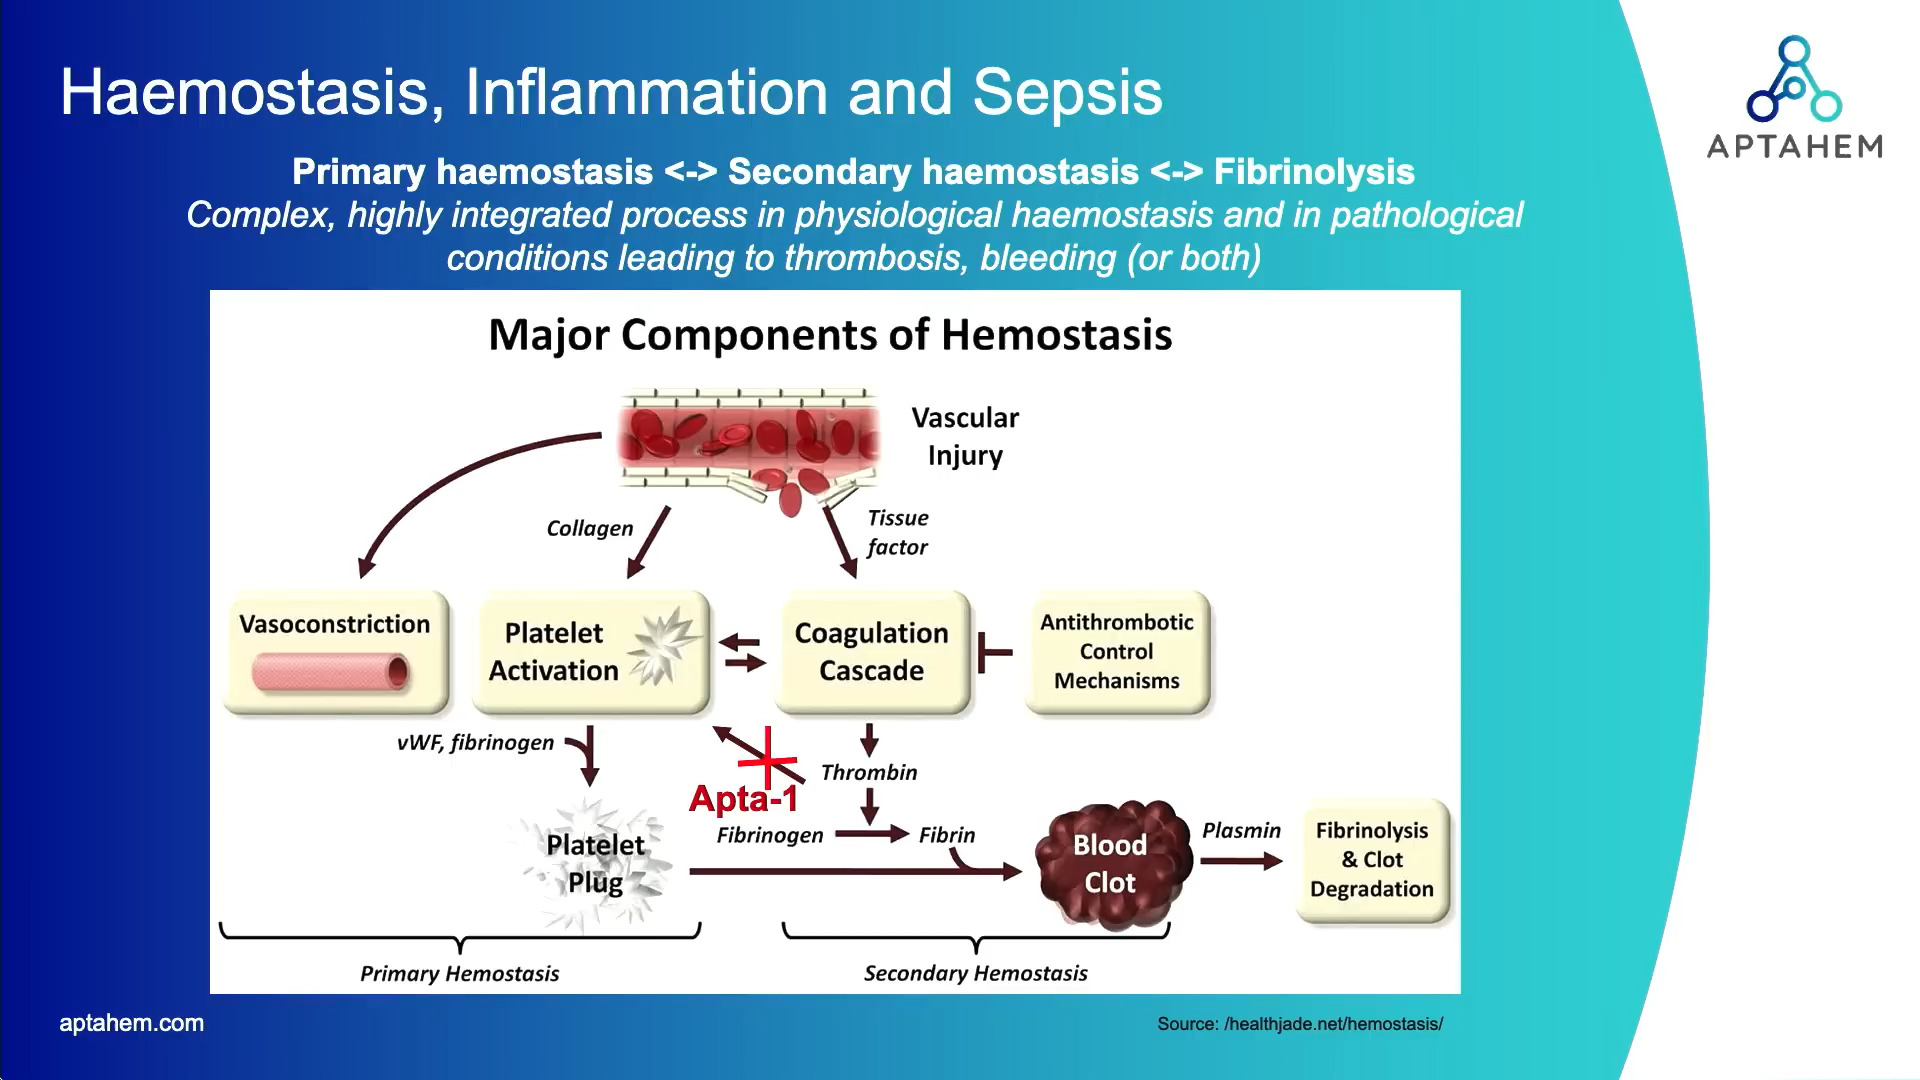 Haemostasis, Inflammation and Sepsis
APTAHEM
Primary haemostasis <-> Secondary haemostasis <-> Fibrinolysis
Complex, highly integrated process in physiological haemostasis and in pathological
conditions leading to thrombosis, bleeding (or both)
Major Components of Hemostasis
Vascular
Injury
Collagen
Tissue
factor
Vasoconstriction
Platelet
Activation
Coagulation
Cascade
Antithrombotic
Control
Mechanisms
vWF, fibrinogen
Thrombin
Apta-1
Fibrinogen
Fibrin
Platelet
Plug
Blood
Clot
Plasmin
Fibrinolysis
& Clot
Degradation
Primary Hemostasis
Secondary Hemostasis
aptahem.com
Source: /healthjade.net/hemostasis/